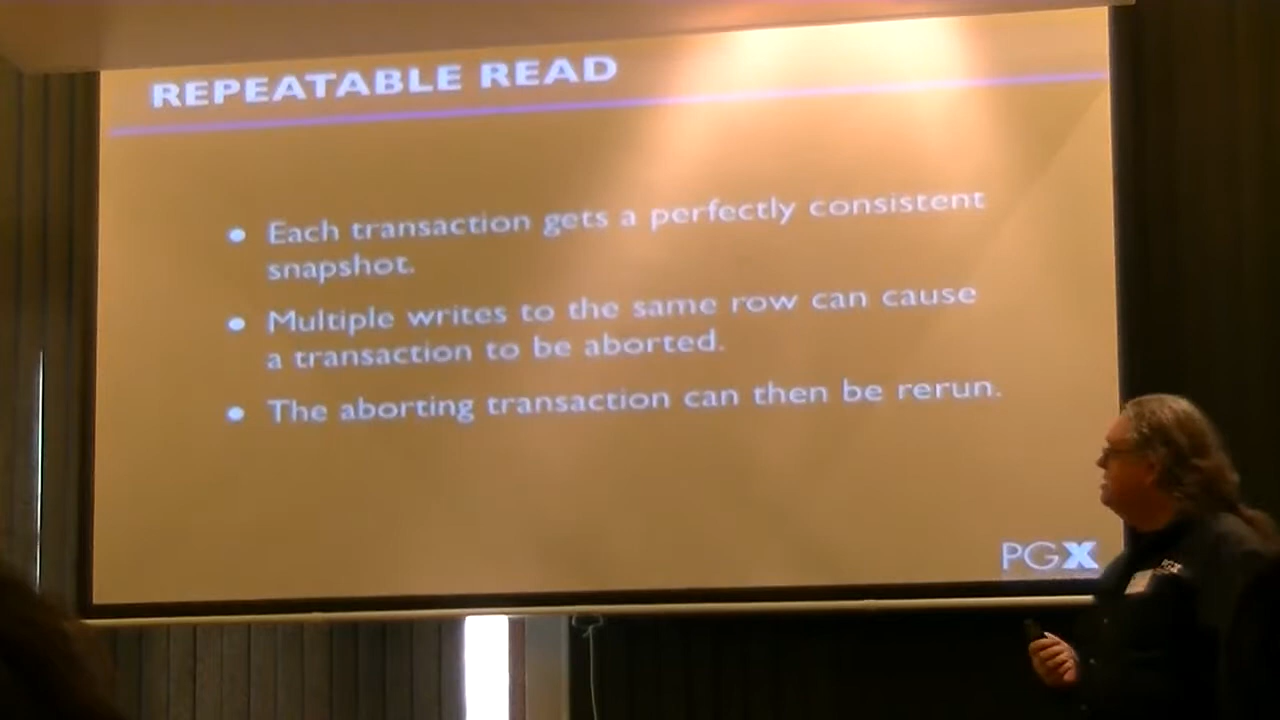 REPEATABLE READ
Each transaction gets a perfectly consistent
snapshot.
Multiple writes to the same row can cause
a transaction to be aborted.
The aborting transaction can then be rerun.
PGX